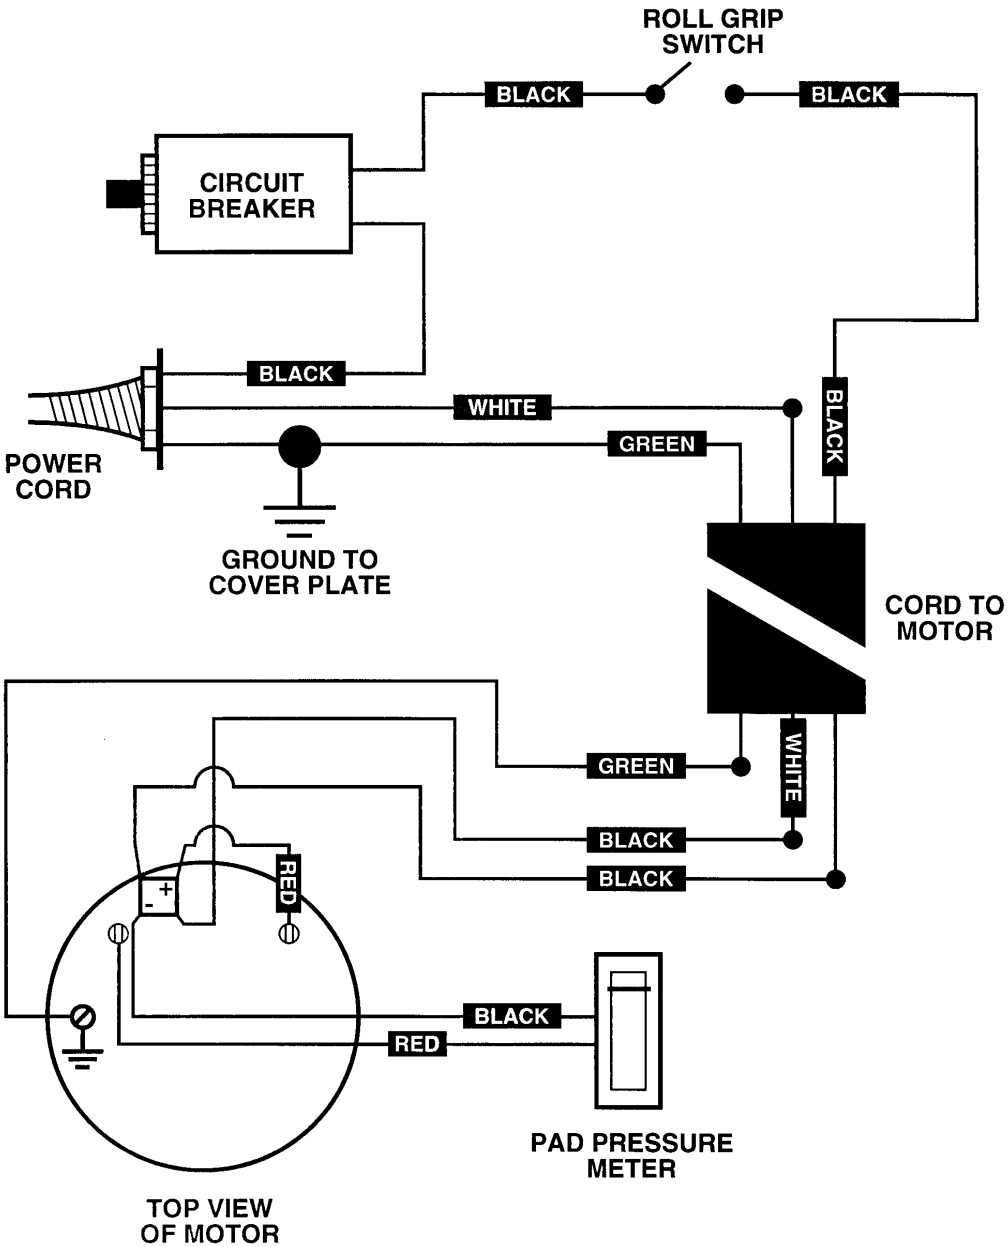 ROLL GRIP
SWITCH
BLACK
BLACK
CIRCUIT
BREAKER
BLACK
BLACK
WHITE
GREEN
POWER
CORD
GROUND TO
COVER PLATE
CORD TO
MOTOR
WHITE
GREEN
BLACK
BLACK
RED
+
-
BLACK
RED
PAD PRESSURE
METER
TOP VIEW
OF MOTOR